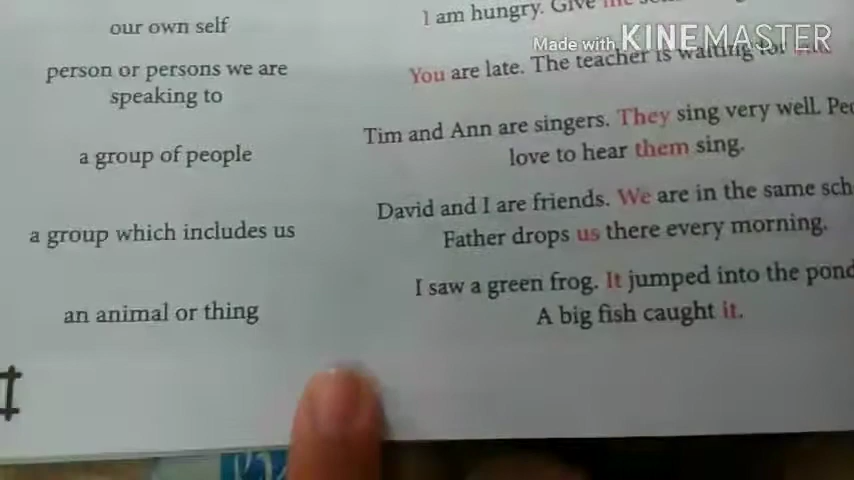 our own self
I am hungry. Give me
Made with KINEMASTER
person or persons we are
speaking to
You are late. The teacher is waiting for
a group of people
Tim and Ann are singers. They sing very well. Peo
love to hear them sing.
a group which includes us
David and I are friends. We are in the same sch
Father drops us there every morning.
an animal or thing
I saw a green frog. It jumped into the pond
A big fish caught it.